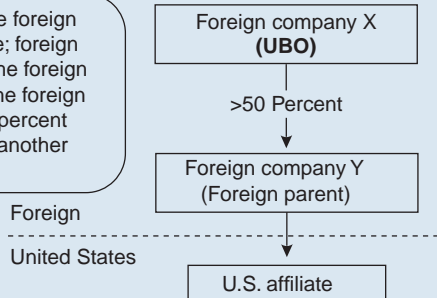 e foreign
e; foreign
he foreign
he foreign
percent
another
Foreign company X
(UBO)
>50 Percent
Foreign company Y
(Foreign parent)
Foreign
United States
U.S. affiliate